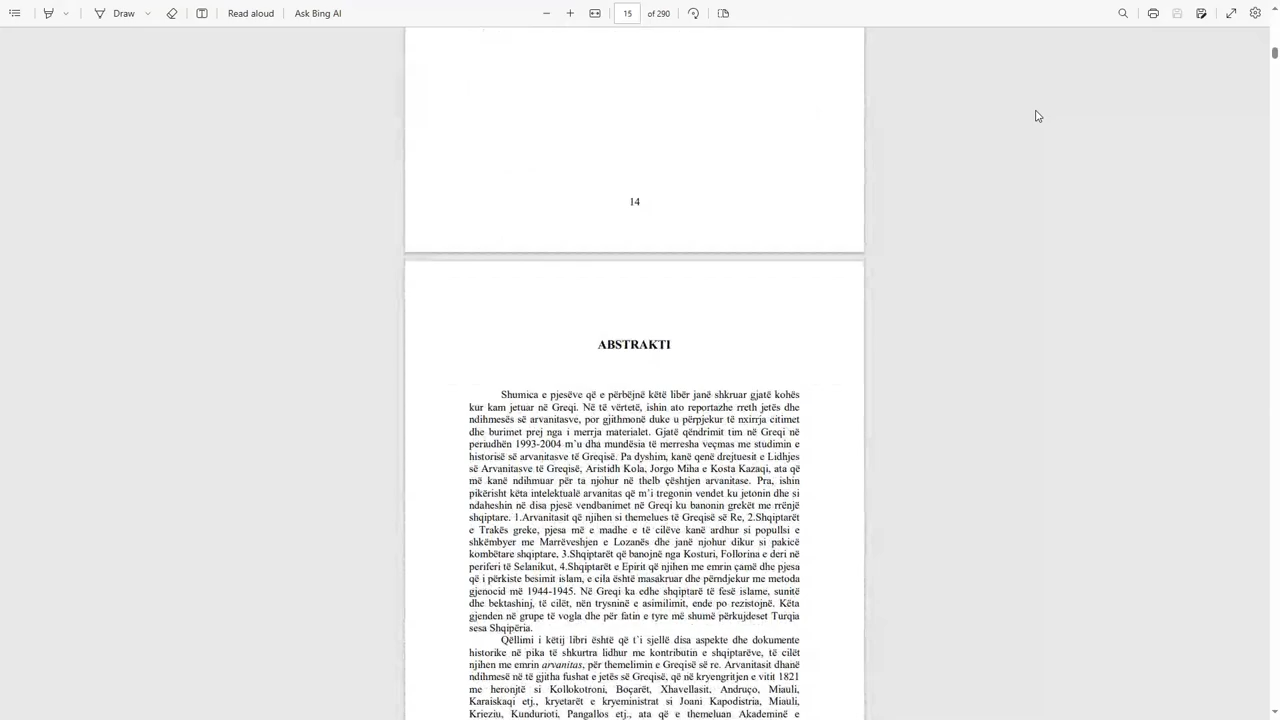 Draw
Read aloud
Ask Bing AI
15
of 290
14
ABSTRAKTI
Shumica e pjesëve që e përbëjnë këtë libër janë shkruar gjatë kohës
kur kam jetuar në Greqi. Në të vërtetë, ishin ato reportazhe rreth jetës dhe
ndihmesës së arvanitasve, por gjithmonë duke u përpjekur të nxirrja citimet
dhe burimet prej nga i merrja materialet. Gjatë qëndrimit tim në Greqi në
periudhën 1993-2004 m'u dha mundësia të merresha veçmas me studimin e
historisë së arvanitasve të Greqisë. Pa dyshim, kanë qenë drejtuesit e Lidhjes
së Arvanitasve të Greqisë, Aristidh Kola, Jorgo Miha e Kosta Kazaqi, ata që
më kanë ndihmuar për ta njohur në thelb çështjen arvanitase. Pra, ishin
pikërisht këta intelektualë arvanitas që m'i tregonin vendet ku jetonin dhe si
ndaheshin në disa pjesë vendbanimet në Greqi ku banonin grekët me rrënjë
shqiptare. 1.Arvanitasit që njihen si themelues të Greqisë së Re, 2.Shqiptarët
e Trakës greke, pjesa më e madhe e të cilëve kanë ardhur si popullsi e
shkëmbyer me Marrëveshjen e Lozanës dhe janë njohur dikur si pakicë
kombëtare shqiptare, 3.Shqiptarët që banojnë nga Kosturi, Follorina e deri në
periferi të Selanikut, 4.Shqiptarët e Epirit që njihen me emrin çamë dhe pjesa
që i përkiste besimit islam, e cila është masakruar dhe përndjekur me metoda
gjenocid më 1944-1945. Në Greqi ka edhe shqiptarë të fesë islame, sunitë
dhe bektashinj, të cilët, nën trysninë e asimilimit, ende po rezistojnë. Këta
gjenden në grupe të vogla dhe për fatin e tyre më shumë përkujdeset Turqia
sesa Shqipëria.
Qëllimi i këtij libri është që t'i sjellë disa aspekte dhe dokumente
historike në pika të shkurtra lidhur me kontributin e shqiptarëve, të cilët
njihen me emrin arvanitas, për themelimin e Greqisë së re. Arvanitasit dhanë
ndihmesë në të gjitha fushat e jetës së Greqisë, që në kryengritjen e vitit 1821
me heronjtë si Kollokotroni, Boçarët, Xhavellasit, Andruço, Miauli,
Karaiskaqi etj., kryetarët e kryeministrat si Joani Kapodistria, Miauli,
Krieziu, Kundurioti, Pangallos etj., ata që e themeluan Akademinë e